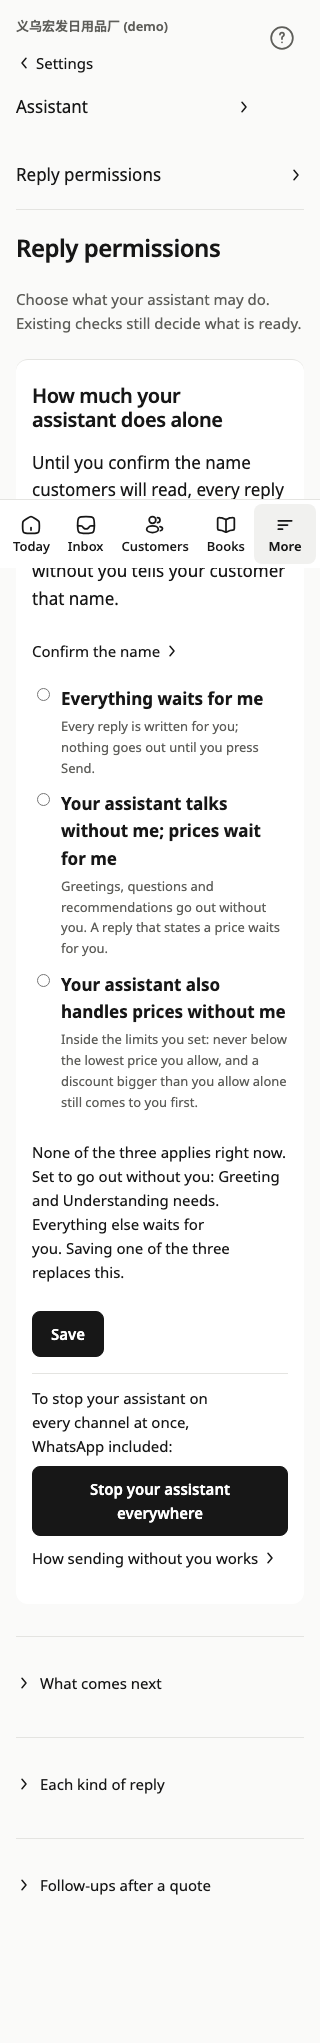 义乌宏发日用品厂 (demo)
Settings
Assistant
Reply permissions
Reply permissions
Choose what your assistant may do.
Existing checks still decide what is ready.
How much your
assistant does alone
Until you confirm the name
customers will read, every reply
Today Inbox Customers Books More
without you tells your customer
that name.
Confirm the name
Everything waits for me
Every reply is written for you;
nothing goes out until you press
Send.
Your assistant talks
without me; prices wait
for me
Greetings, questions and
recommendations go out without
you. A reply that states a price waits
for you.
Your assistant also
handles prices without me
Inside the limits you set: never below
the lowest price you allow, and a
discount bigger than you allow alone
still comes to you first.
None of the three applies right now.
Set to go out without you: Greeting
and Understanding needs.
Everything else waits for
you. Saving one of the three
replaces this.
Save
To stop your assistant on
every channel at once,
WhatsApp included:
Stop your assistant
everywhere
How sending without you works
What comes next
Each kind of reply
Follow-ups after a quote